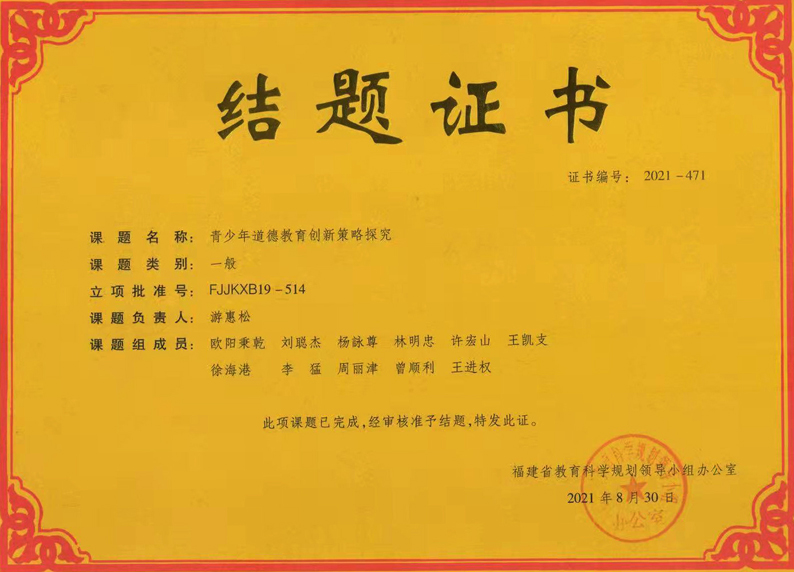 结题证书
证书编号：2021-471
课题名称：青少年道德教育创新策略探究
课题类别：一般
立项批准号：FJJKXB19-514
课题负责人：游惠松
课题组成员：欧阳秉乾 刘聪杰 杨詠尊 林明忠 许宏山 王凯支
徐海港 李猛 周丽津 曾顺利 王进权
此项课题已完成，经审核准予结题，特发此证。
福建省教育科学规划领导小组办公室
2021年8月30日
办公室